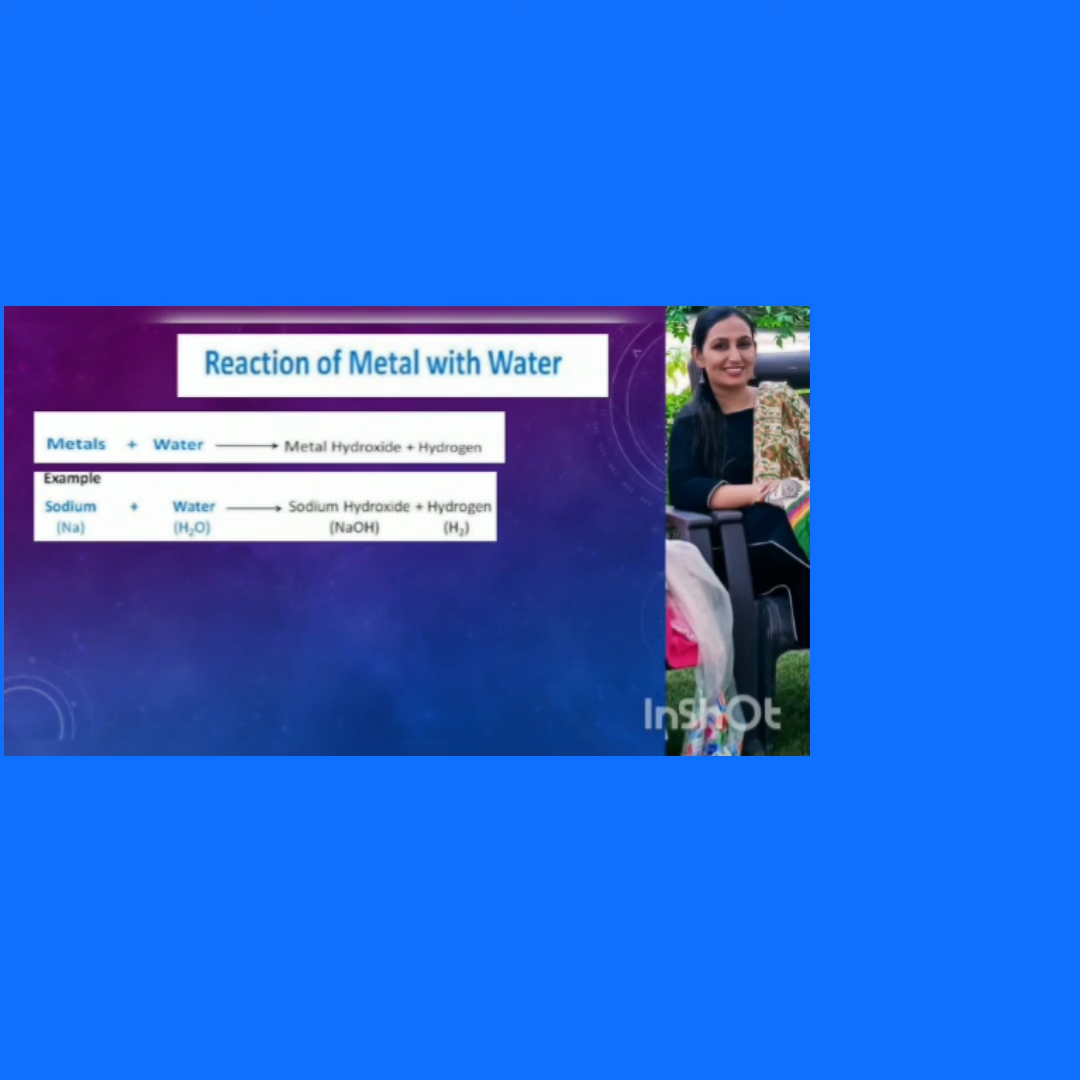 Reaction of Metal with Water
Metals + Water ⟶ Metal Hydroxide + Hydrogen
Example
Sodium + Water ⟶ Sodium Hydroxide + Hydrogen
(Na) (H₂O) (NaOH) (H₂)
InShOt